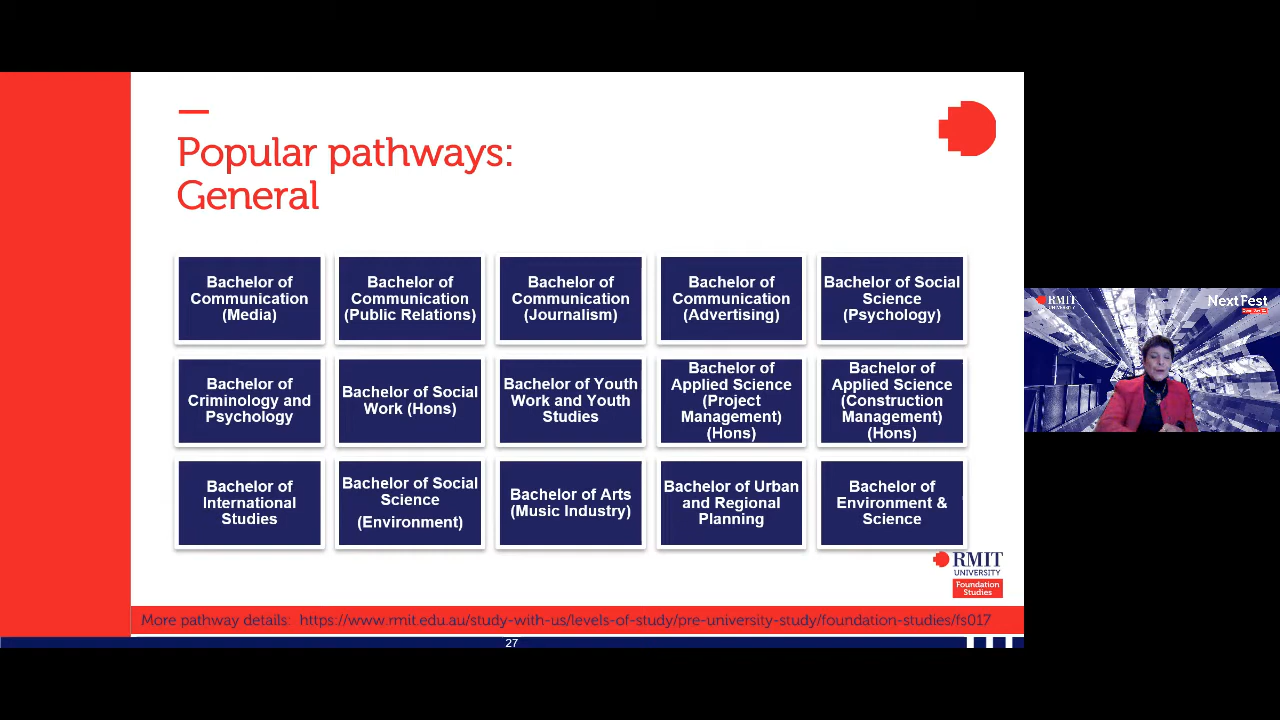 Popular pathways:
General
Bachelor of
Communication
(Media)
Bachelor of
Communication
(Public Relations)
Bachelor of
Communication
(Journalism)
Bachelor of
Communication
(Advertising)
Bachelor of Social
Science
(Psychology)
Bachelor of
Criminology and
Psychology
Bachelor of Social
Work (Hons)
Bachelor of Youth
Work and Youth
Studies
Bachelor of
Applied Science
(Project
Management)
(Hons)
Bachelor of
Applied Science
(Construction
Management)
(Hons)
Bachelor of
International
Studies
Bachelor of Social
Science
(Environment)
Bachelor of Arts
(Music Industry)
Bachelor of Urban
and Regional
Planning
Bachelor of
Environment &
Science
RMIT
UNIVERSITY
Foundation
Studies
More pathway details: https://www.rmit.edu.au/study-with-us/levels-of-study/pre-university-study/foundation-studies/fs017
27
RMIT
UNIVERSITY
NextFest